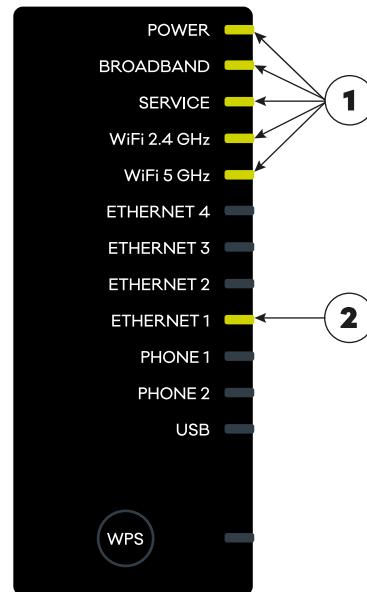 POWER
BROADBAND
SERVICE
1
WiFi 2.4 GHz
WiFi 5 GHz
ETHERNET 4
ETHERNET 3
ETHERNET 2
ETHERNET 1
2
PHONE 1
PHONE 2
USB
WPS